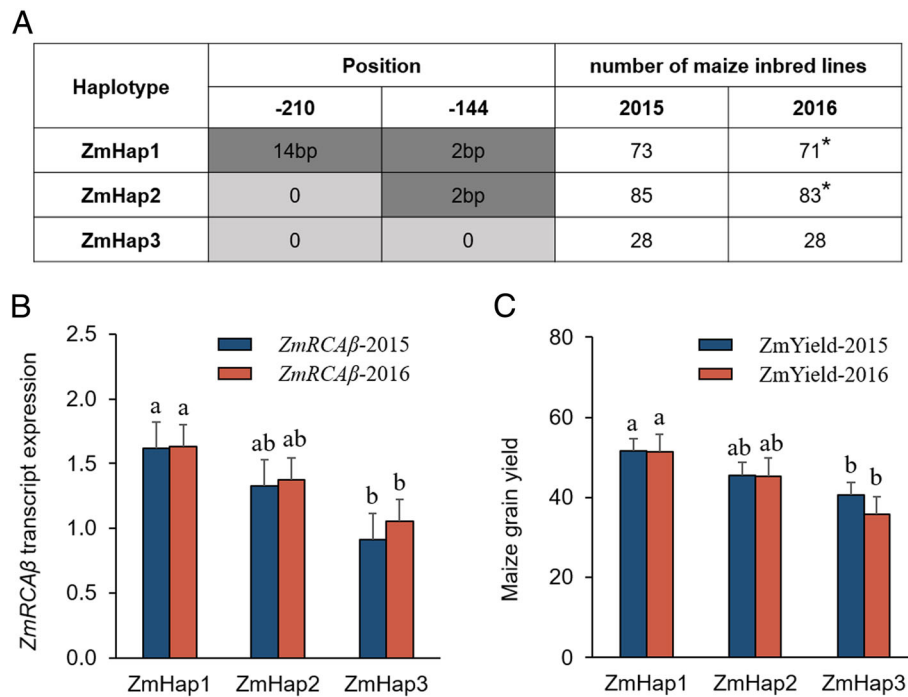 A
Haplotype Position number of maize inbred lines
-210 -144 2015 2016
ZmHap1 14bp 2bp 73 71*
ZmHap2 0 2bp 85 83*
ZmHap3 0 0 28 28
B
ZmRCAβ transcript expression
2.5
2.0
1.5
1.0
0.5
0.0
ZmRCAβ-2015
ZmRCAβ-2016
a a ab ab b b
ZmHap1 ZmHap2 ZmHap3
C
Maize grain yield
80
60
40
20
0
ZmYield-2015
ZmYield-2016
a a ab ab b b
ZmHap1 ZmHap2 ZmHap3